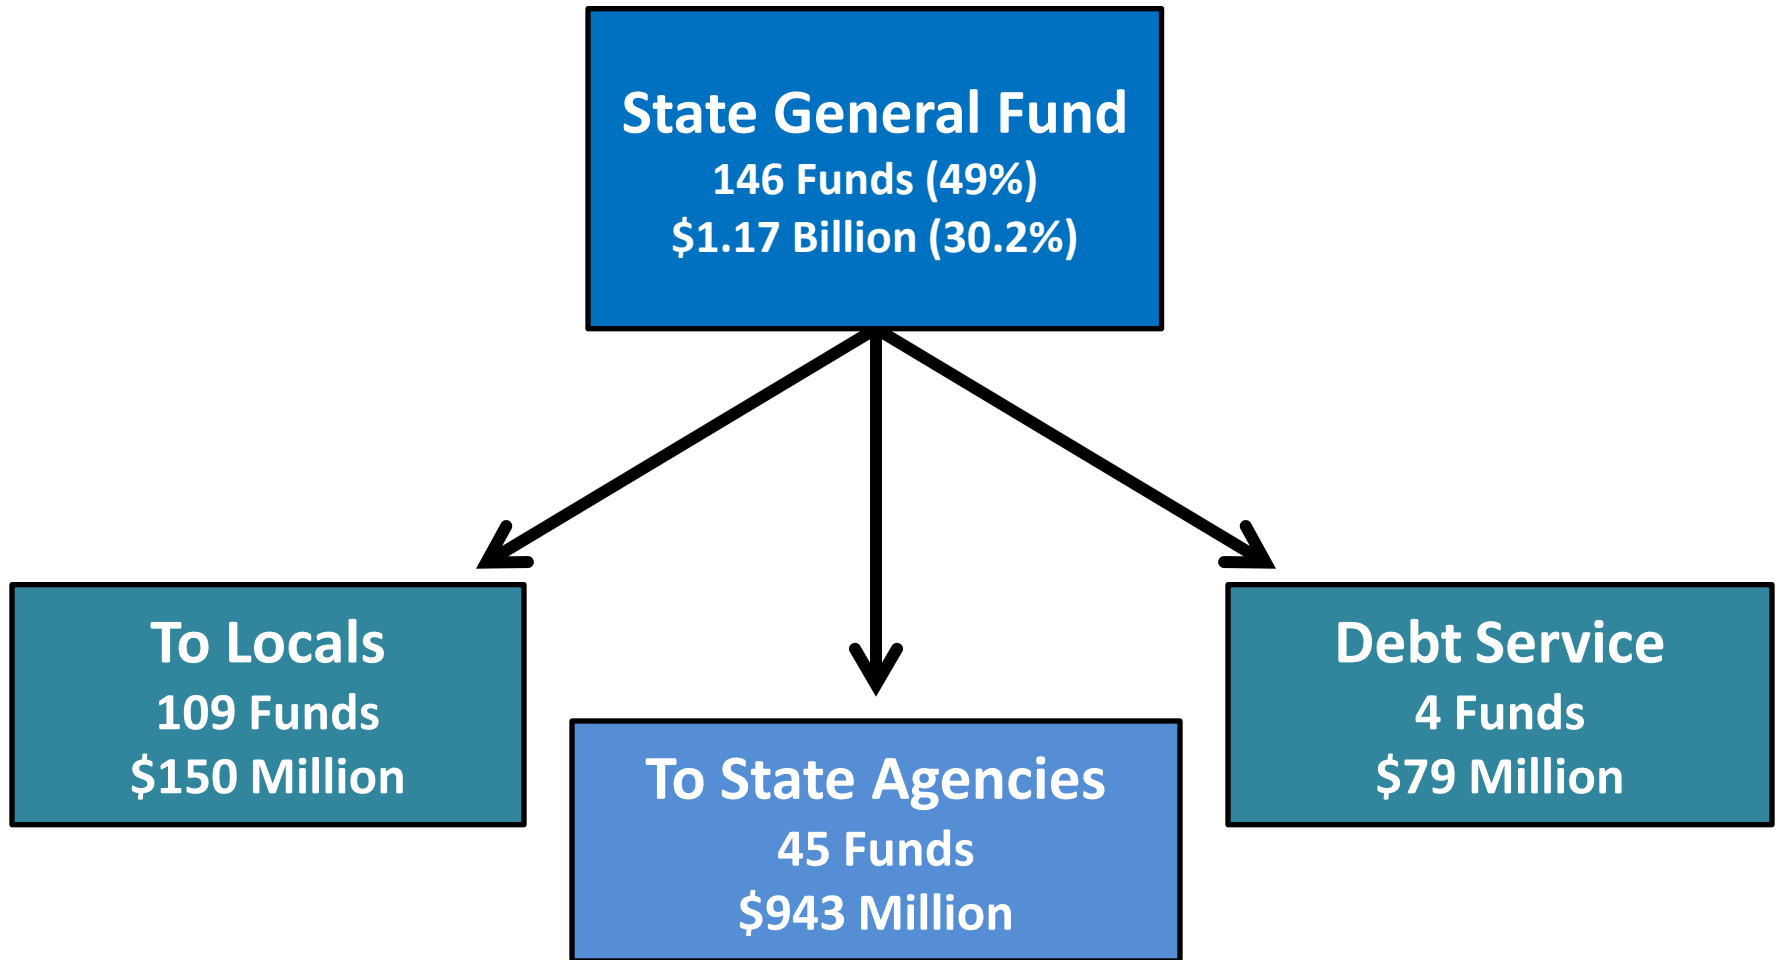 State General Fund
146 Funds (49%)
$1.17 Billion (30.2%)
To Locals
109 Funds
$150 Million
To State Agencies
45 Funds
$943 Million
Debt Service
4 Funds
$79 Million